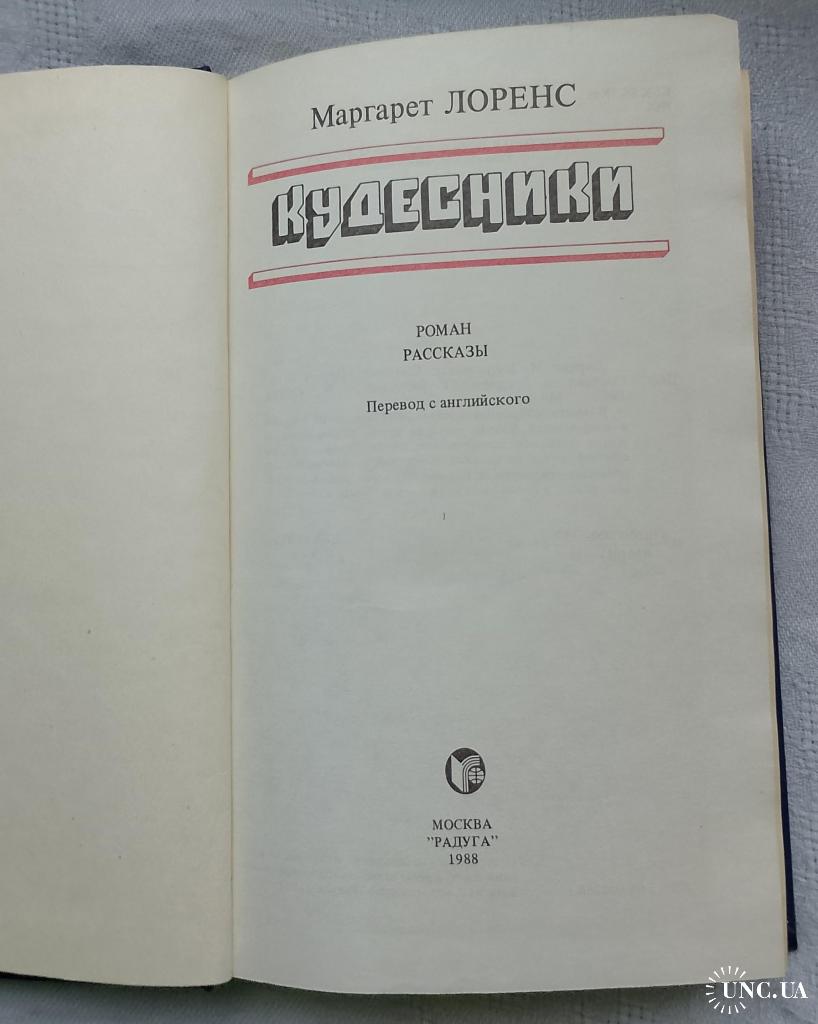 Маргарет ЛОРЕНС
КУДЕСНИКИ
РОМАН
РАССКАЗЫ
Перевод с английского
МОСКВА
"РАДУГА"
1988
UNC.UA